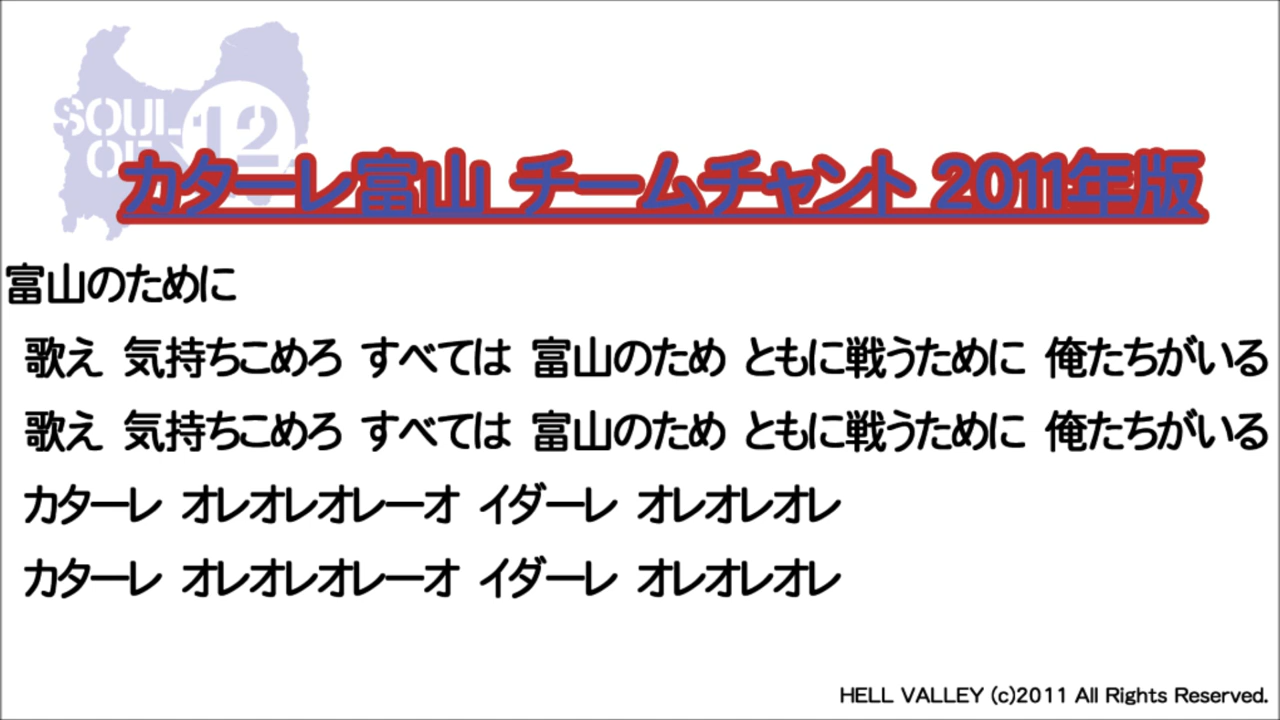 SOUL
OF 12
カターレ富山 チームチャント 2011年版
富山のために
歌え 気持ちこめろ すべては 富山のため ともに戦うために 俺たちがいる
歌え 気持ちこめろ すべては 富山のため ともに戦うために 俺たちがいる
カターレ オレオレオレーオ イダーレ オレオレオレ
カターレ オレオレオレーオ イダーレ オレオレオレ
HELL VALLEY (c)2011 All Rights Reserved.